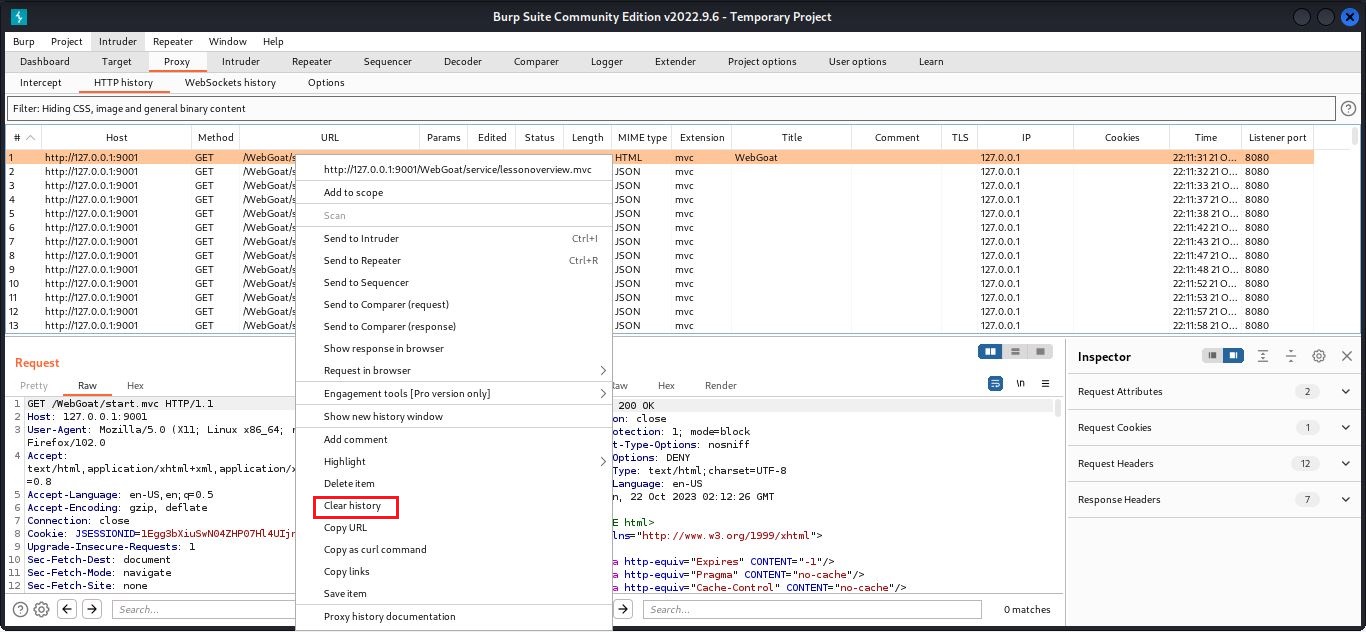 Burp Suite Community Edition v2022.9.6 - Temporary Project
Burp Project Intruder Repeater Window Help
Dashboard Target Proxy Intruder Repeater Sequencer Decoder Comparer Logger Extender Project options User options Learn
Intercept HTTP history WebSockets history Options
Filter: Hiding CSS, image and general binary content
# Host Method URL Params Edited Status Length MIME type Extension Title Comment TLS IP Cookies Time Listener port
1 http://127.0.0.1:9001 GET /WebGoat/s HTML mvc WebGoat 127.0.0.1 22:11:31 21 O... 8080
2 http://127.0.0.1:9001 GET /WebGoat/s JSON mvc 127.0.0.1 22:11:32 21 O... 8080
3 http://127.0.0.1:9001 GET /WebGoat/s JSON mvc 127.0.0.1 22:11:33 21 O... 8080
4 http://127.0.0.1:9001 GET /WebGoat/s JSON mvc 127.0.0.1 22:11:37 21 O... 8080
5 http://127.0.0.1:9001 GET /WebGoat/s JSON mvc 127.0.0.1 22:11:38 21 O... 8080
6 http://127.0.0.1:9001 GET /WebGoat/s JSON mvc 127.0.0.1 22:11:42 21 O... 8080
7 http://127.0.0.1:9001 GET /WebGoat/s JSON mvc 127.0.0.1 22:11:43 21 O... 8080
8 http://127.0.0.1:9001 GET /WebGoat/s JSON mvc 127.0.0.1 22:11:47 21 O... 8080
9 http://127.0.0.1:9001 GET /WebGoat/s JSON mvc 127.0.0.1 22:11:48 21 O... 8080
10 http://127.0.0.1:9001 GET /WebGoat/s JSON mvc 127.0.0.1 22:11:52 21 O... 8080
11 http://127.0.0.1:9001 GET /WebGoat/s JSON mvc 127.0.0.1 22:11:53 21 O... 8080
12 http://127.0.0.1:9001 GET /WebGoat/s JSON mvc 127.0.0.1 22:11:57 21 O... 8080
13 http://127.0.0.1:9001 GET /WebGoat/s JSON mvc 127.0.0.1 22:11:58 21 O... 8080
http://127.0.0.1:9001/WebGoat/service/lessonoverview.mvc
Add to scope
Scan
Send to Intruder Ctrl+I
Send to Repeater Ctrl+R
Send to Sequencer
Send to Comparer (request)
Send to Comparer (response)
Show response in browser
Request in browser
Engagement tools [Pro version only]
Show new history window
Add comment
Highlight
Delete item
Clear history
Copy URL
Copy as curl command
Copy links
Save item
Proxy history documentation
Request
Pretty Raw Hex
1 GET /WebGoat/start.mvc HTTP/1.1
2 Host: 127.0.0.1:9001
3 User-Agent: Mozilla/5.0 (X11; Linux x86_64;
Firefox/102.0
4 Accept:
text/html,application/xhtml+xml,application/x
=0.8
5 Accept-Language: en-US,en;q=0.5
6 Accept-Encoding: gzip, deflate
7 Connection: close
8 Cookie: JSESSIONID=1Egg3bXiuSwN04ZHP07Hl4UIj
9 Upgrade-Insecure-Requests: 1
10 Sec-Fetch-Dest: document
11 Sec-Fetch-Mode: navigate
12 Sec-Fetch-Site: none
Search...
aw Hex Render
\n
200 OK
on: close
otection: 1; mode=block
t-Type-Options: nosniff
Options: DENY
Type: text/html;charset=UTF-8
Language: en-US
n, 22 Oct 2023 02:12:26 GMT
E html>
lns="http://www.w3.org/1999/xhtml">
a http-equiv="Expires" CONTENT="-1"/>
a http-equiv="Pragma" CONTENT="no-cache"/>
a http-equiv="Cache-Control" CONTENT="no-cache"/>
Search...
0 matches
Inspector
Request Attributes 2
Request Cookies 1
Request Headers 12
Response Headers 7